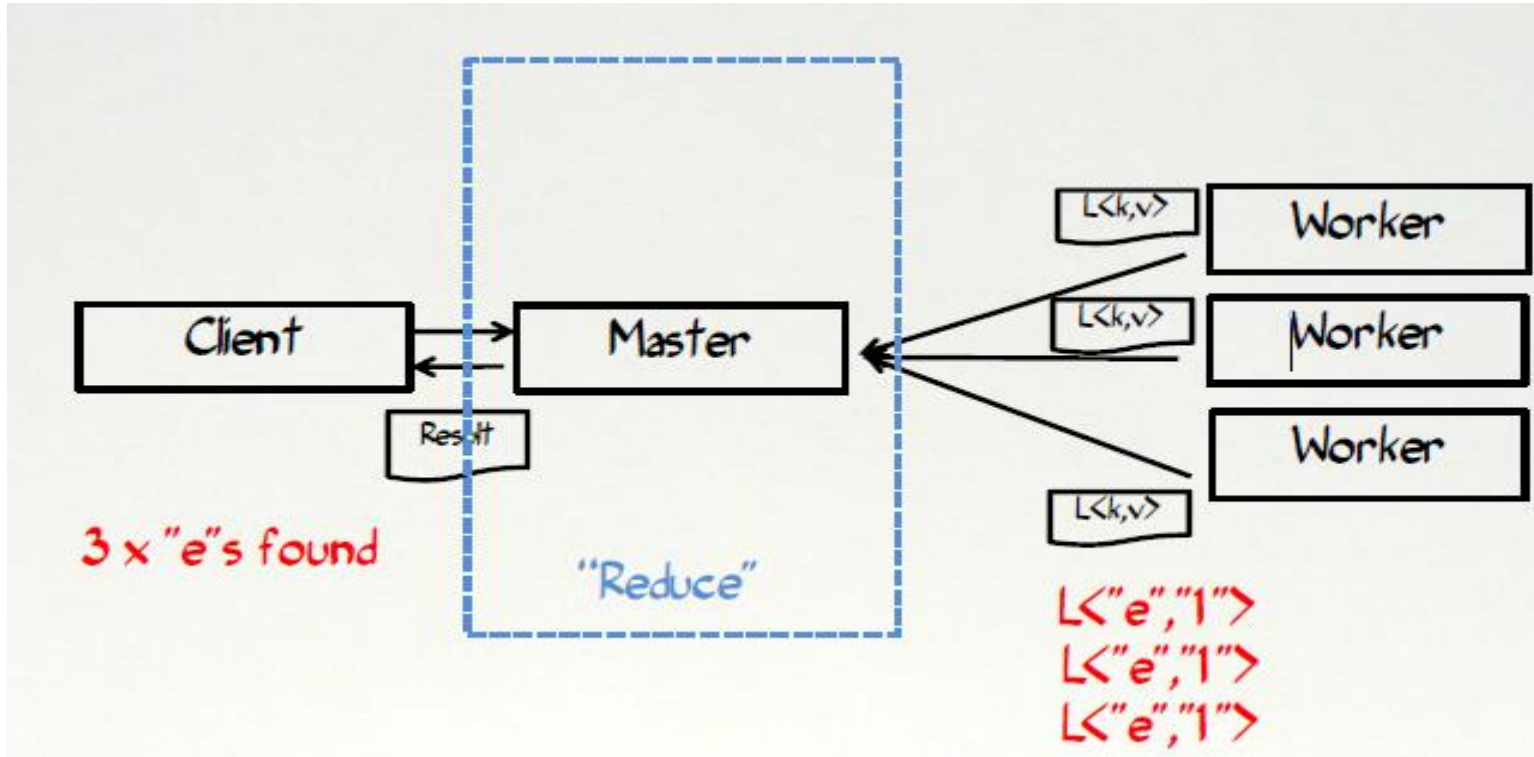 L<k,v>
Worker
Client
Master
L<k,v>
Worker
Result
Worker
L<k,v>
3 x "e"s found
"Reduce"
L<"e","1">
L<"e","1">
L<"e","1">